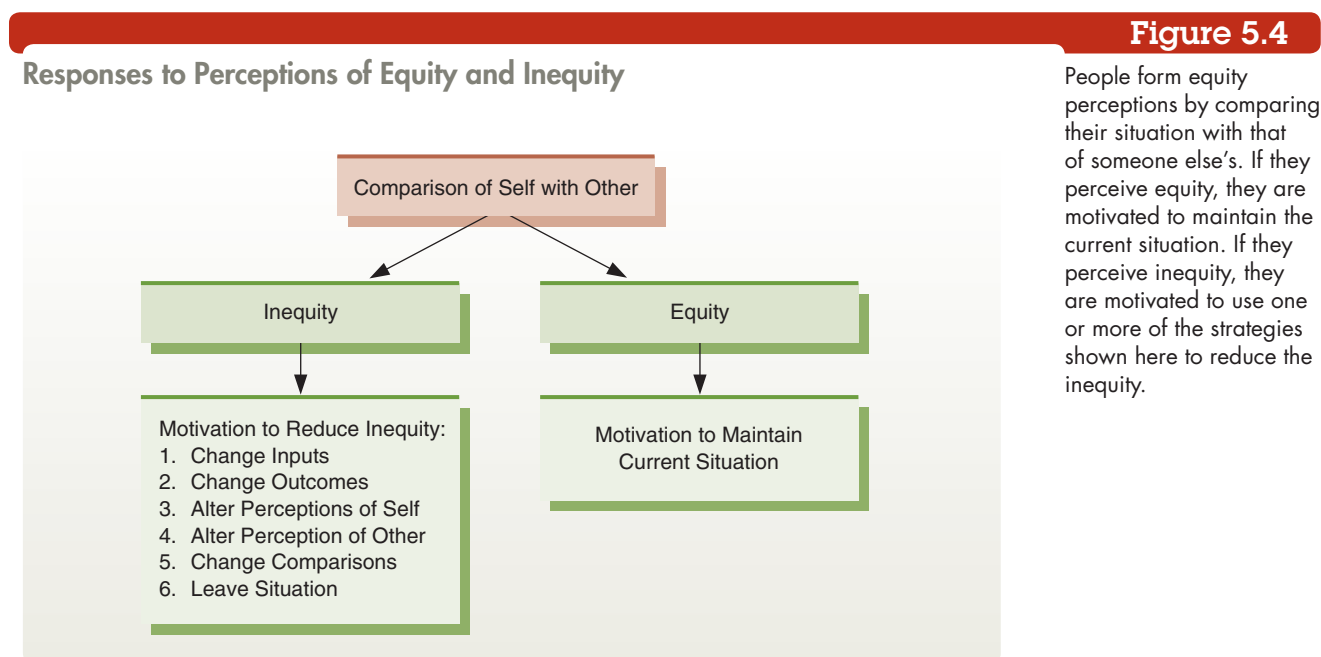 Figure 5.4
Responses to Perceptions of Equity and Inequity
People form equity
perceptions by comparing
their situation with that
of someone else's. If they
perceive equity, they are
motivated to maintain the
current situation. If they
perceive inequity, they
are motivated to use one
or more of the strategies
shown here to reduce the
inequity.
Comparison of Self with Other
Inequity
Equity
Motivation to Reduce Inequity:
1. Change Inputs
2. Change Outcomes
3. Alter Perceptions of Self
4. Alter Perception of Other
5. Change Comparisons
6. Leave Situation
Motivation to Maintain
Current Situation